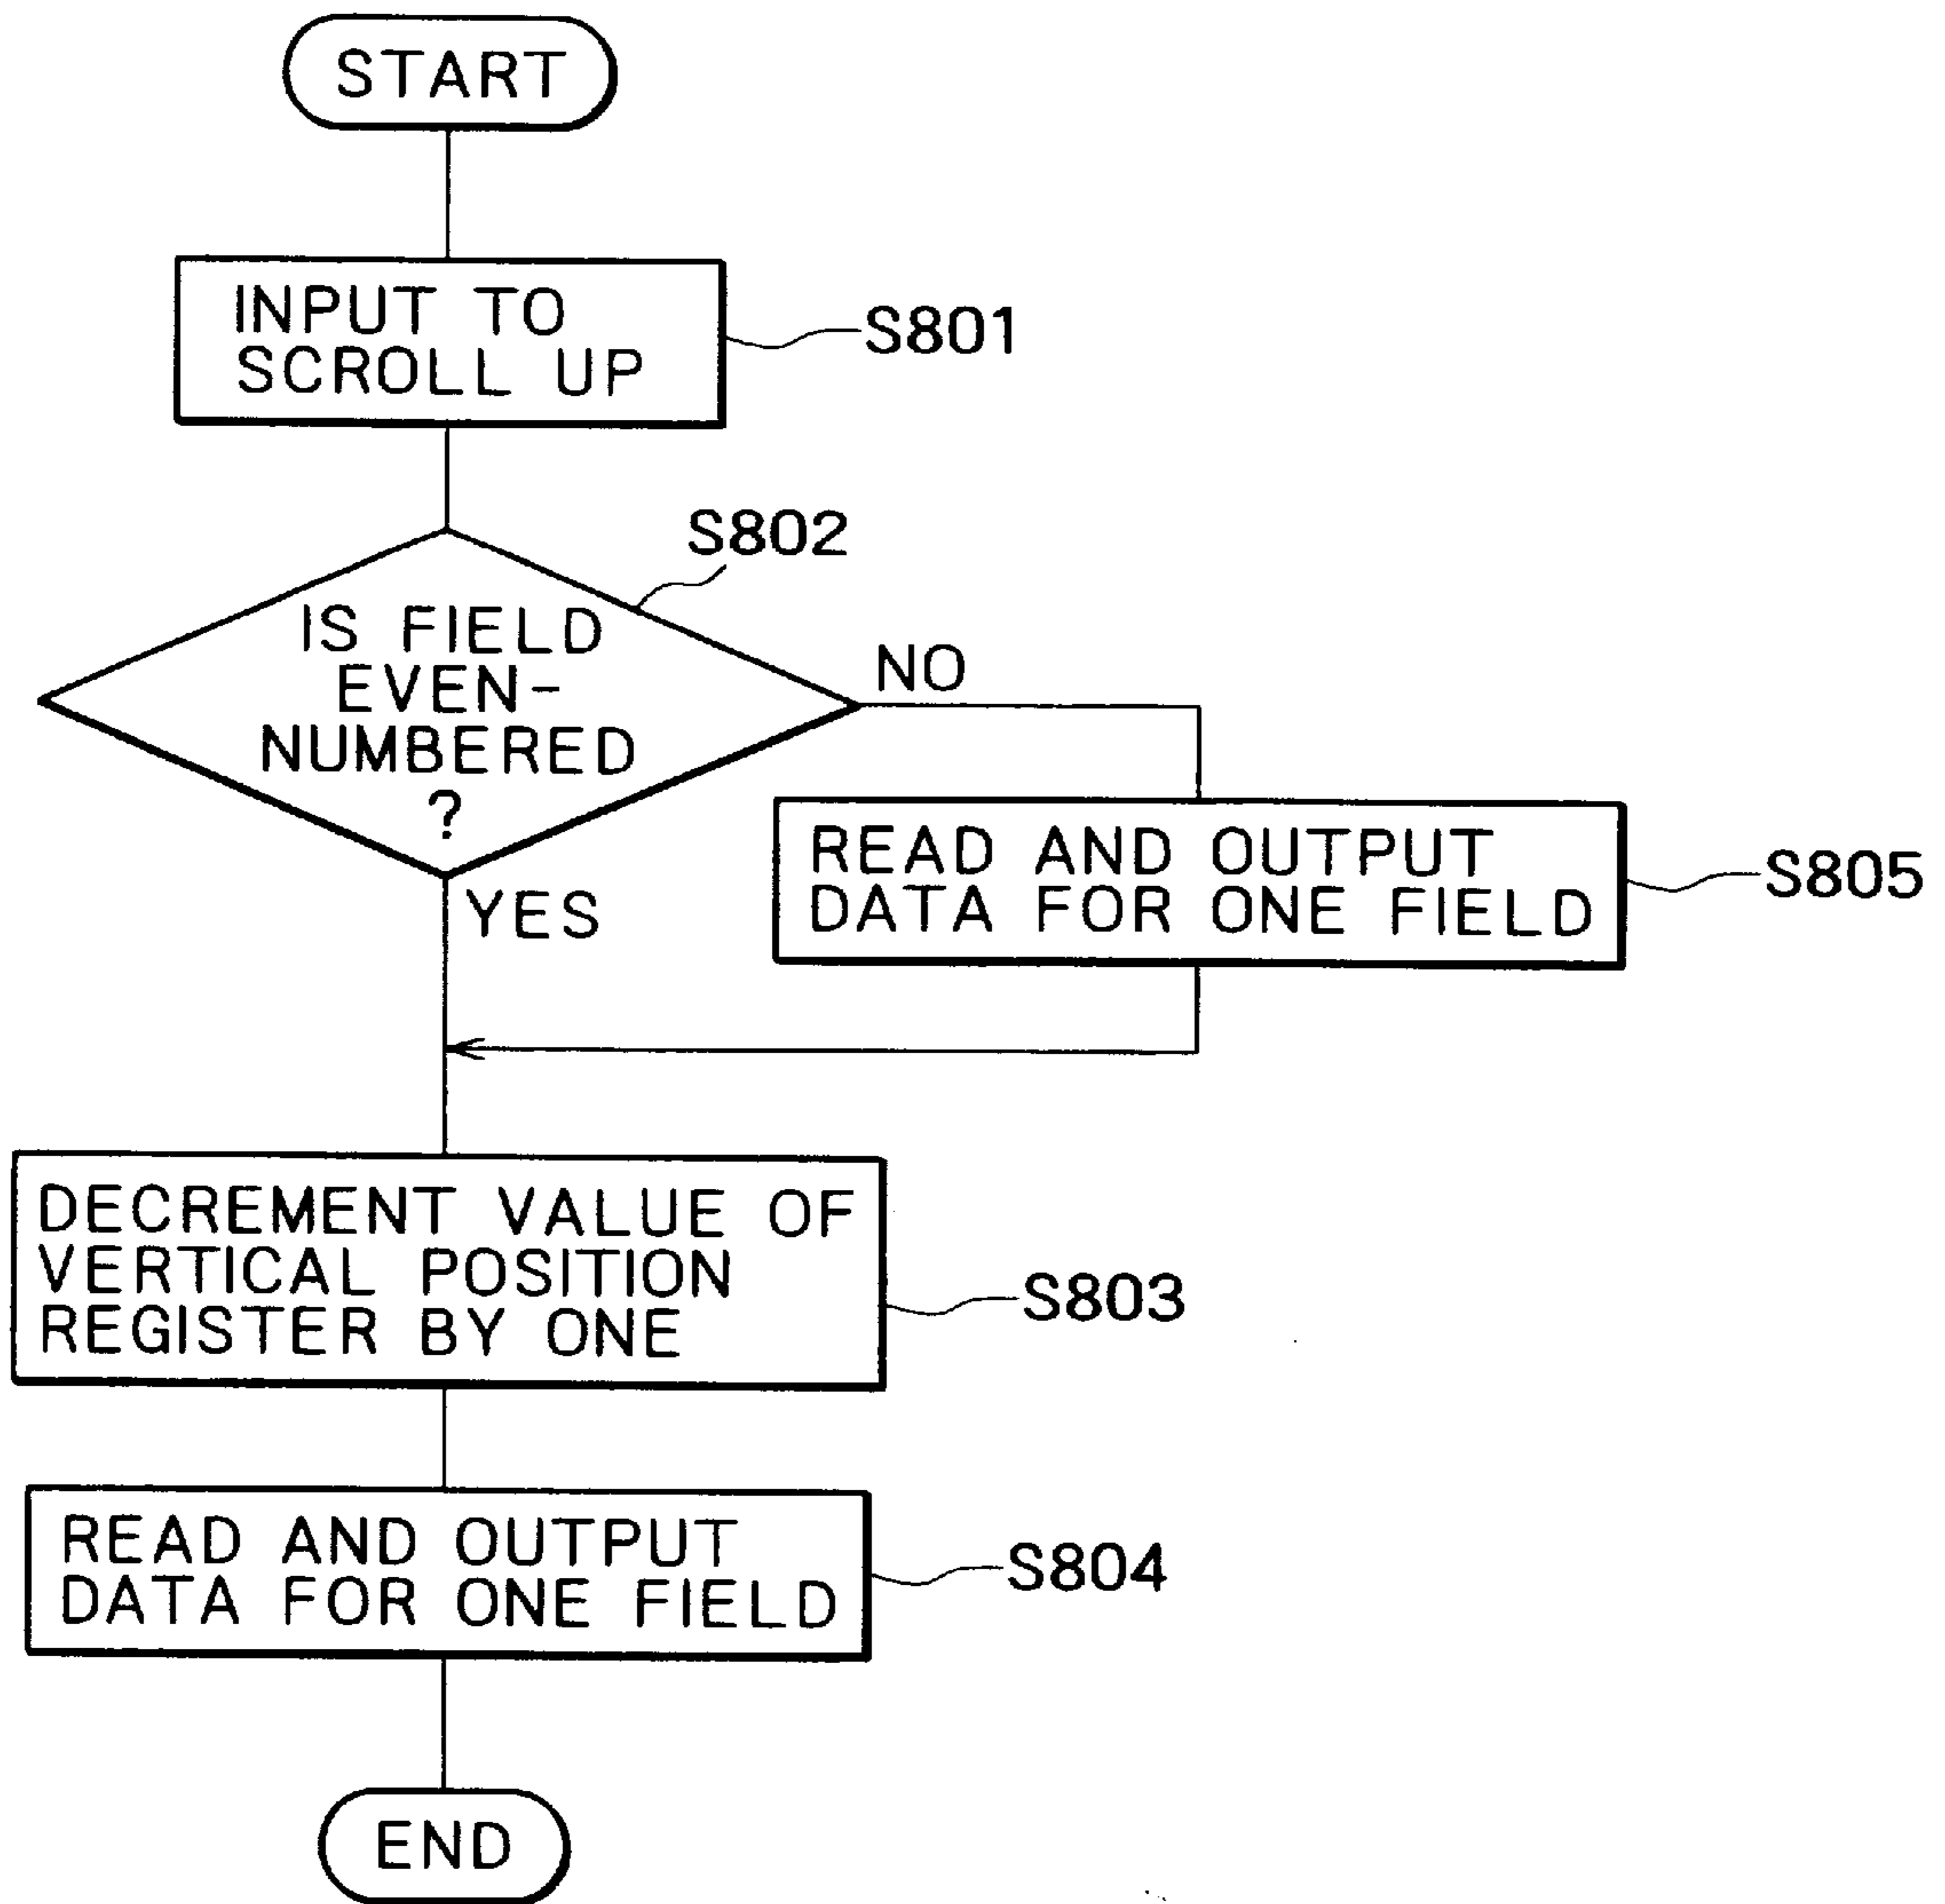 START
INPUT TO
SCROLL UP
S801
S802
IS FIELD
EVEN-
NUMBERED
?
NO
YES
READ AND OUTPUT
DATA FOR ONE FIELD
S805
DECREMENT VALUE OF
VERTICAL POSITION
REGISTER BY ONE
S803
READ AND OUTPUT
DATA FOR ONE FIELD
S804
END